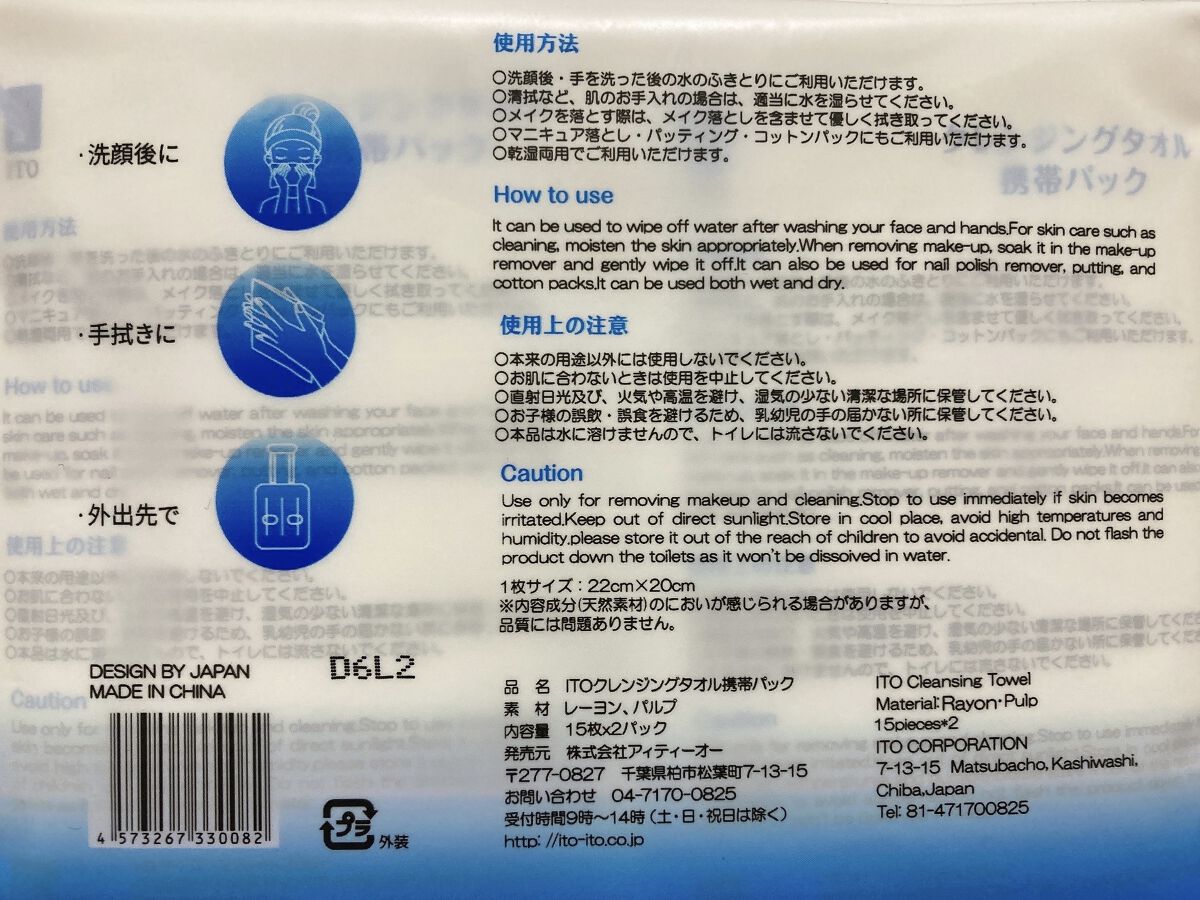 使用方法
○洗顔後・手を洗った後の水のふきとりにご利用いただけます。
○清拭など、肌のお手入れの場合は、適当に水を湿らせてください。
○メイクを落とす際は、メイク落としを含ませて優しく拭き取ってください。
○マニキュア落とし・パッティング・コットンパックにもご利用いただけます。
○乾湿両用でご利用いただけます。
How to use
It can be used to wipe off water after washing your face and hands.For skin care such as
cleaning, moisten the skin appropriately.When removing make-up, soak it in the make-up
remover and gently wipe it off.It can also be used for nail polish remover, putting, and
cotton packs.It can be used both wet and dry.
使用上の注意
○本来の用途以外には使用しないでください。
○お肌に合わないときは使用を中止してください。
○直射日光及び、火気や高温を避け、湿気の少ない清潔な場所に保管してください。
○お子様の誤飲・誤食を避けるため、乳幼児の手の届かない所に保管してください。
○本品は水に溶けませんので、トイレには流さないでください。
Caution
Use only for removing makeup and cleaning.Stop to use immediately if skin becomes
irritated.Keep out of direct sunlight.Store in cool place, avoid high temperatures and
humidity.please store it out of the reach of children to avoid accidental. Do not flash the
product down the toilets as it won't be dissoived in water.
1枚サイズ：22cm×20cm
※内容成分(天然素材)のにおいが感じられる場合がありますが、
品質には問題ありません。
・洗顔後に
・手拭きに
・外出先で
DESIGN BY JAPAN
MADE IN CHINA
D6L2
4 573267 330082
プラ
外装
品 名 ITOクレンジングタオル携帯パック
素 材 レーヨン、パルプ
内容量 15枚x2パック
発売元 株式会社アイティーオー
〒277-0827 千葉県柏市松葉町7-13-15
お問い合わせ 04-7170-0825
受付時間9時～14時（土・日・祝日は除く）
http: //ito-ito.co.jp
ITO Cleansing Towel
Material:Rayon・Pulp
15pieces*2
ITO CORPORATION
7-13-15 Matsubacho, Kashiwashi,
Chiba,Japan
Tel: 81-471700825